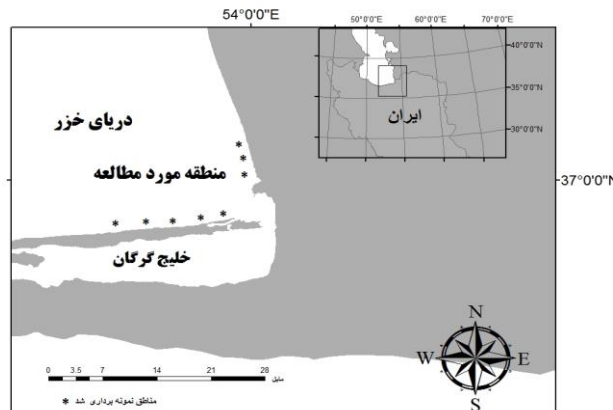 54°0'0"E
50°0'0"E 60°0'0"E 70°0'0"E
40°0'0"N
35°0'0"N
30°0'0"N
ایران
دریای خزر
منطقه مورد مطالعه
37°0'0"N
خلیج گرگان
N
W E
S
0 3.5 7 14 21 28 مایل
* مناطق نمونه برداری شد